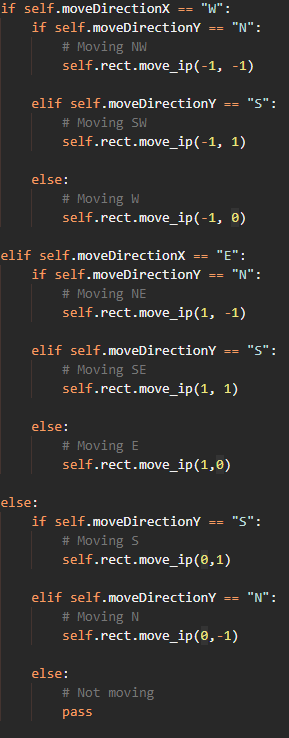 if self.moveDirectionX == "W":
    if self.moveDirectionY == "N":
        # Moving NW
        self.rect.move_ip(-1, -1)

    elif self.moveDirectionY == "S":
        # Moving SW
        self.rect.move_ip(-1, 1)

    else:
        # Moving W
        self.rect.move_ip(-1, 0)

elif self.moveDirectionX == "E":
    if self.moveDirectionY == "N":
        # Moving NE
        self.rect.move_ip(1, -1)

    elif self.moveDirectionY == "S":
        # Moving SE
        self.rect.move_ip(1, 1)

    else:
        # Moving E
        self.rect.move_ip(1,0)

else:
    if self.moveDirectionY == "S":
        # Moving S
        self.rect.move_ip(0,1)

    elif self.moveDirectionY == "N":
        # Moving N
        self.rect.move_ip(0,-1)

    else:
        # Not moving
        pass